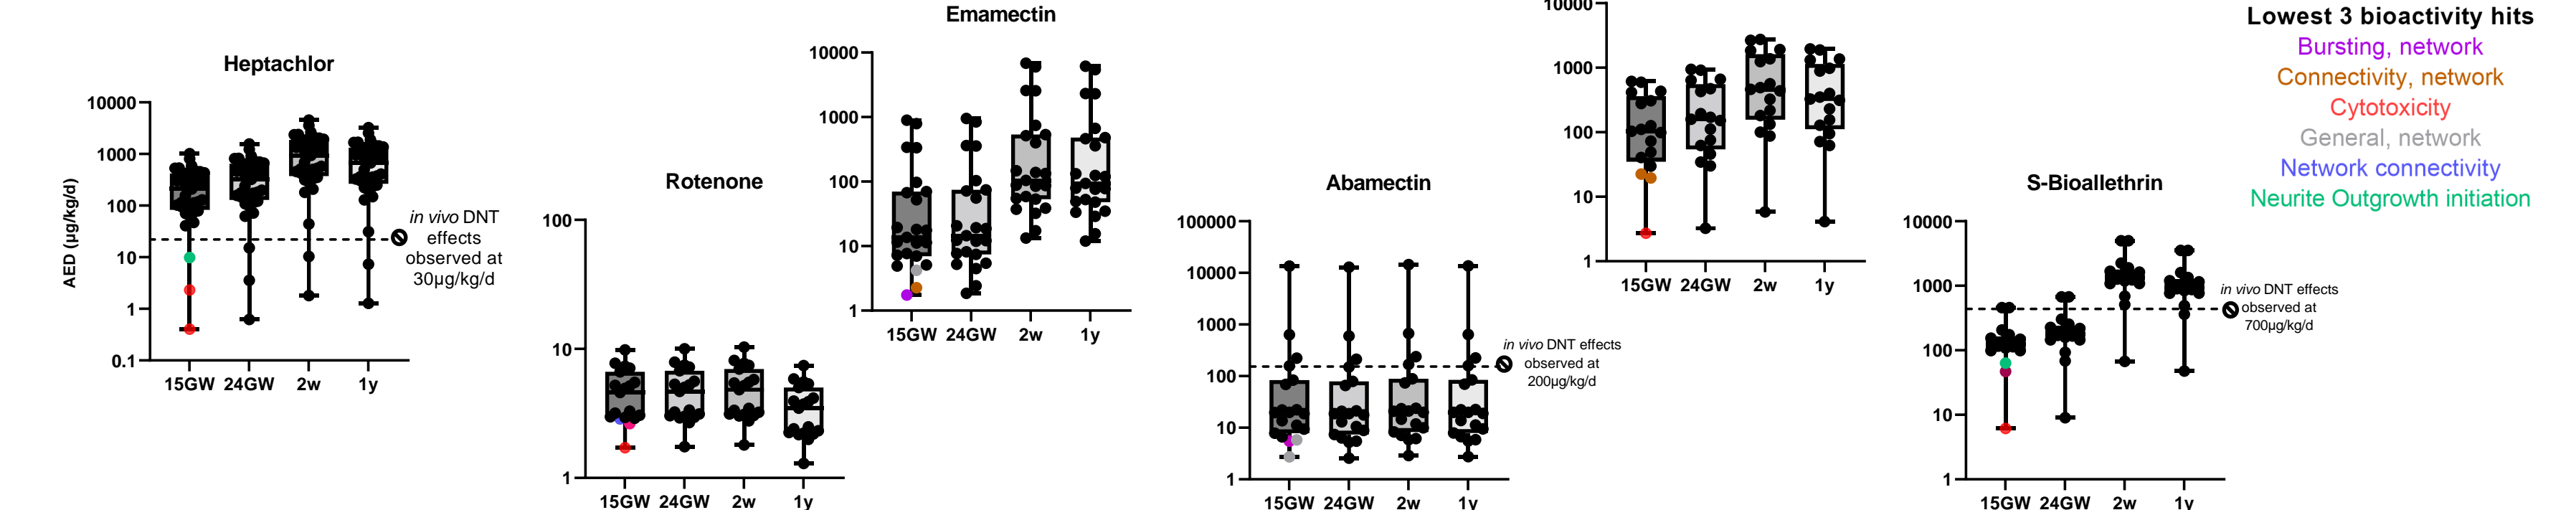 Heptachlor
AED (µg/kg/d)
10000
1000
100
10
1
0.1
15GW 24GW 2w 1y
in vivo DNT
effects
observed at
30µg/kg/d
Rotenone
100
10
1
15GW 24GW 2w 1y
Emamectin
10000
1000
100
10
1
15GW 24GW 2w 1y
Abamectin
100000
10000
1000
100
10
1
15GW 24GW 2w 1y
in vivo DNT effects
observed at
200µg/kg/d
10000
1000
100
10
1
15GW 24GW 2w 1y
S-Bioallethrin
10000
1000
100
10
1
15GW 24GW 2w 1y
in vivo DNT effects
observed at
700µg/kg/d
Lowest 3 bioactivity hits
Bursting, network
Connectivity, network
Cytotoxicity
General, network
Network connectivity
Neurite Outgrowth initiation